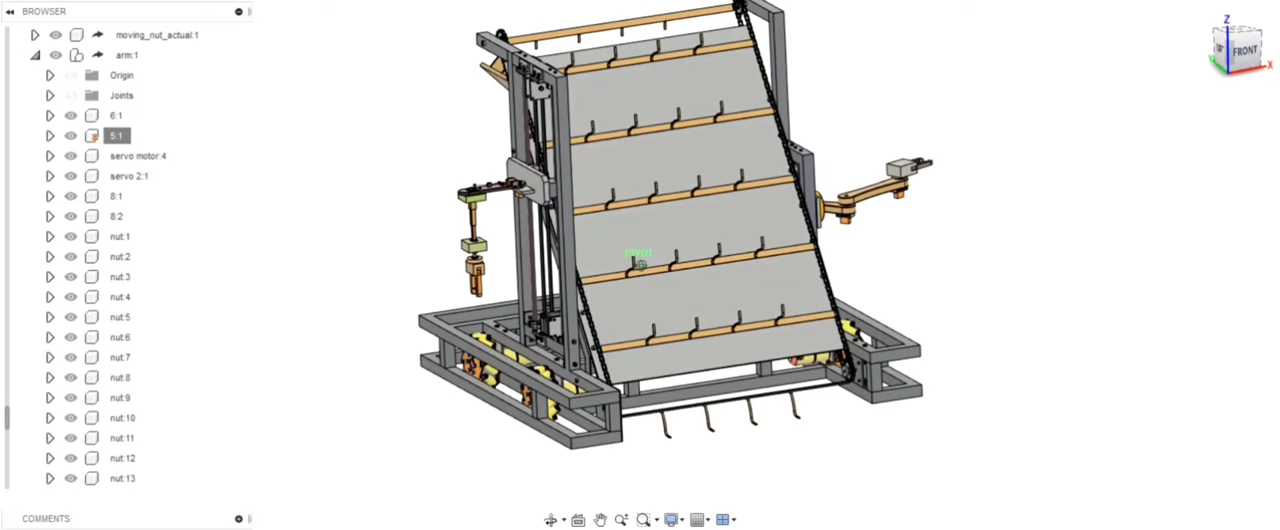 BROWSER
moving_nut_actual:1
arm:1
Origin
Joints
6:1
5:1
servo motor:4
servo 2:1
8:1
8:2
nut:1
nut:2
nut:3
nut:4
nut:5
nut:6
nut:7
nut:8
nut:9
nut:10
nut:11
nut:12
nut:13
COMMENTS
PIVOT
Z
FRONT
X
Y